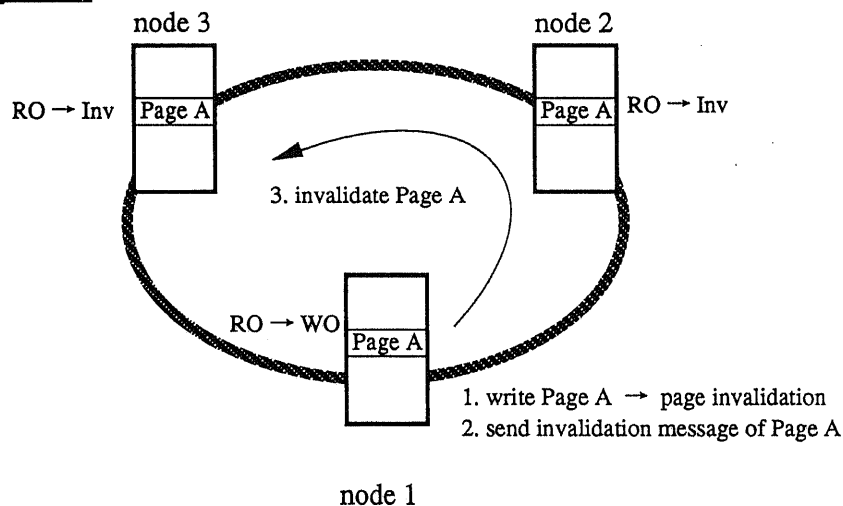 node 3
node 2
RO → Inv
Page A
Page A
RO → Inv
3. invalidate Page A
RO → WO
Page A
1. write Page A → page invalidation
2. send invalidation message of Page A
node 1